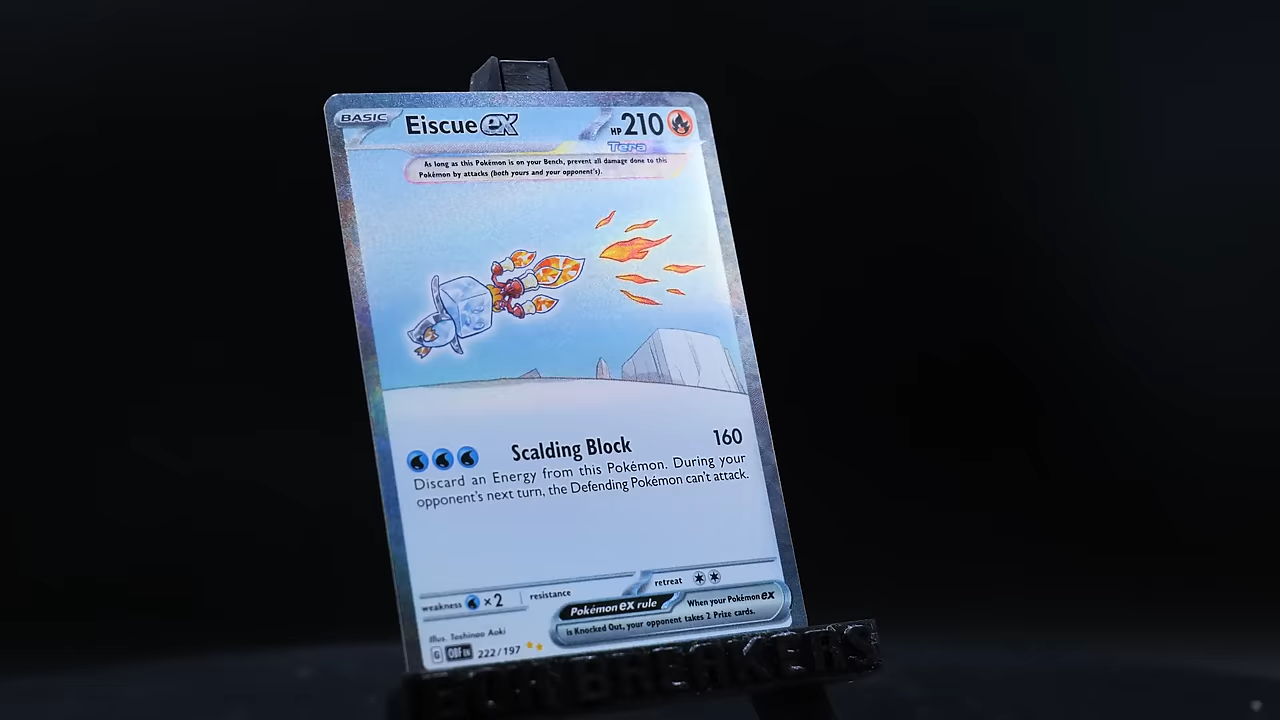 BASIC Eiscue ex HP 210
Tera
As long as this Pokémon is on your Bench, prevent all damage done to this
Pokémon by attacks (both yours and your opponent's).
Scalding Block 160
Discard an Energy from this Pokémon. During your
opponent's next turn, the Defending Pokémon can't attack.
weakness ×2 resistance retreat
Pokémon ex rule When your Pokémon ex
is Knocked Out, your opponent takes 2 Prize cards.
Illus. Toshinao Aoki
G OBF EN 222/197
BREAKERS